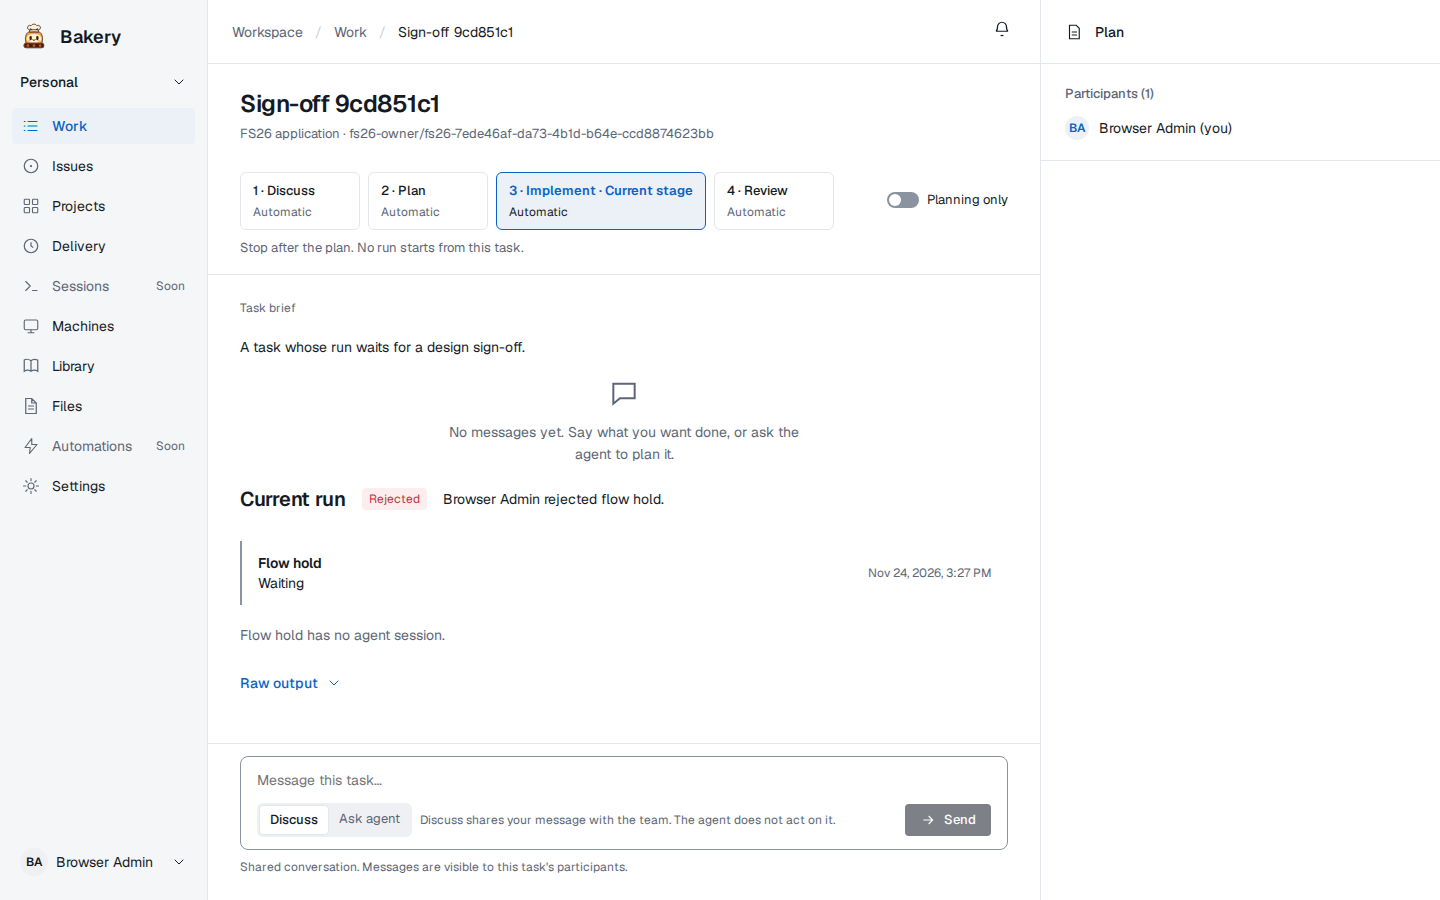 Bakery
Personal
Work
Issues
Projects
Delivery
Sessions Soon
Machines
Library
Files
Automations Soon
Settings
BA Browser Admin
Workspace / Work / Sign-off 9cd851c1
Sign-off 9cd851c1
FS26 application · fs26-owner/fs26-7ede46af-da73-4b1d-b64e-ccd8874623bb
1 · Discuss
Automatic
2 · Plan
Automatic
3 · Implement · Current stage
Automatic
4 · Review
Automatic
Planning only
Stop after the plan. No run starts from this task.
Task brief
A task whose run waits for a design sign-off.
No messages yet. Say what you want done, or ask the
agent to plan it.
Current run Rejected Browser Admin rejected flow hold.
Flow hold
Waiting
Nov 24, 2026, 3:27 PM
Flow hold has no agent session.
Raw output
Message this task…
Discuss Ask agent Discuss shares your message with the team. The agent does not act on it. Send
Shared conversation. Messages are visible to this task's participants.
Plan
Participants (1)
BA Browser Admin (you)